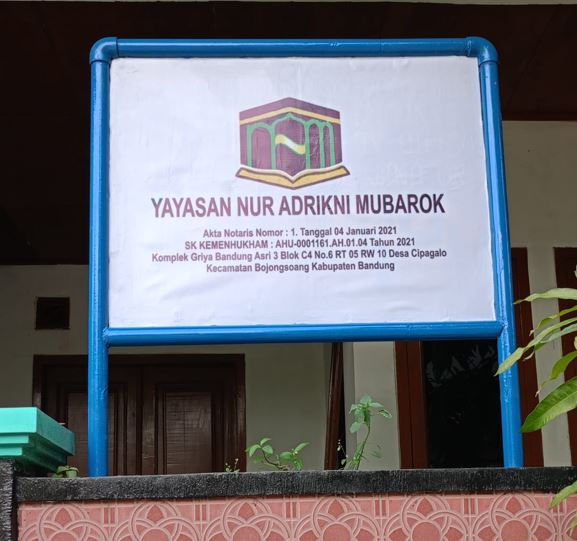 YAYASAN NUR ADRIKNI MUBAROK
Akta Notaris Nomor : 1. Tanggal 04 Januari 2021
SK KEMENHUKHAM : AHU-0001161.AH.01.04 Tahun 2021
Komplek Griya Bandung Asri 3 Blok C4 No.6 RT 05 RW 10 Desa Cipagalo
Kecamatan Bojongsoang Kabupaten Bandung